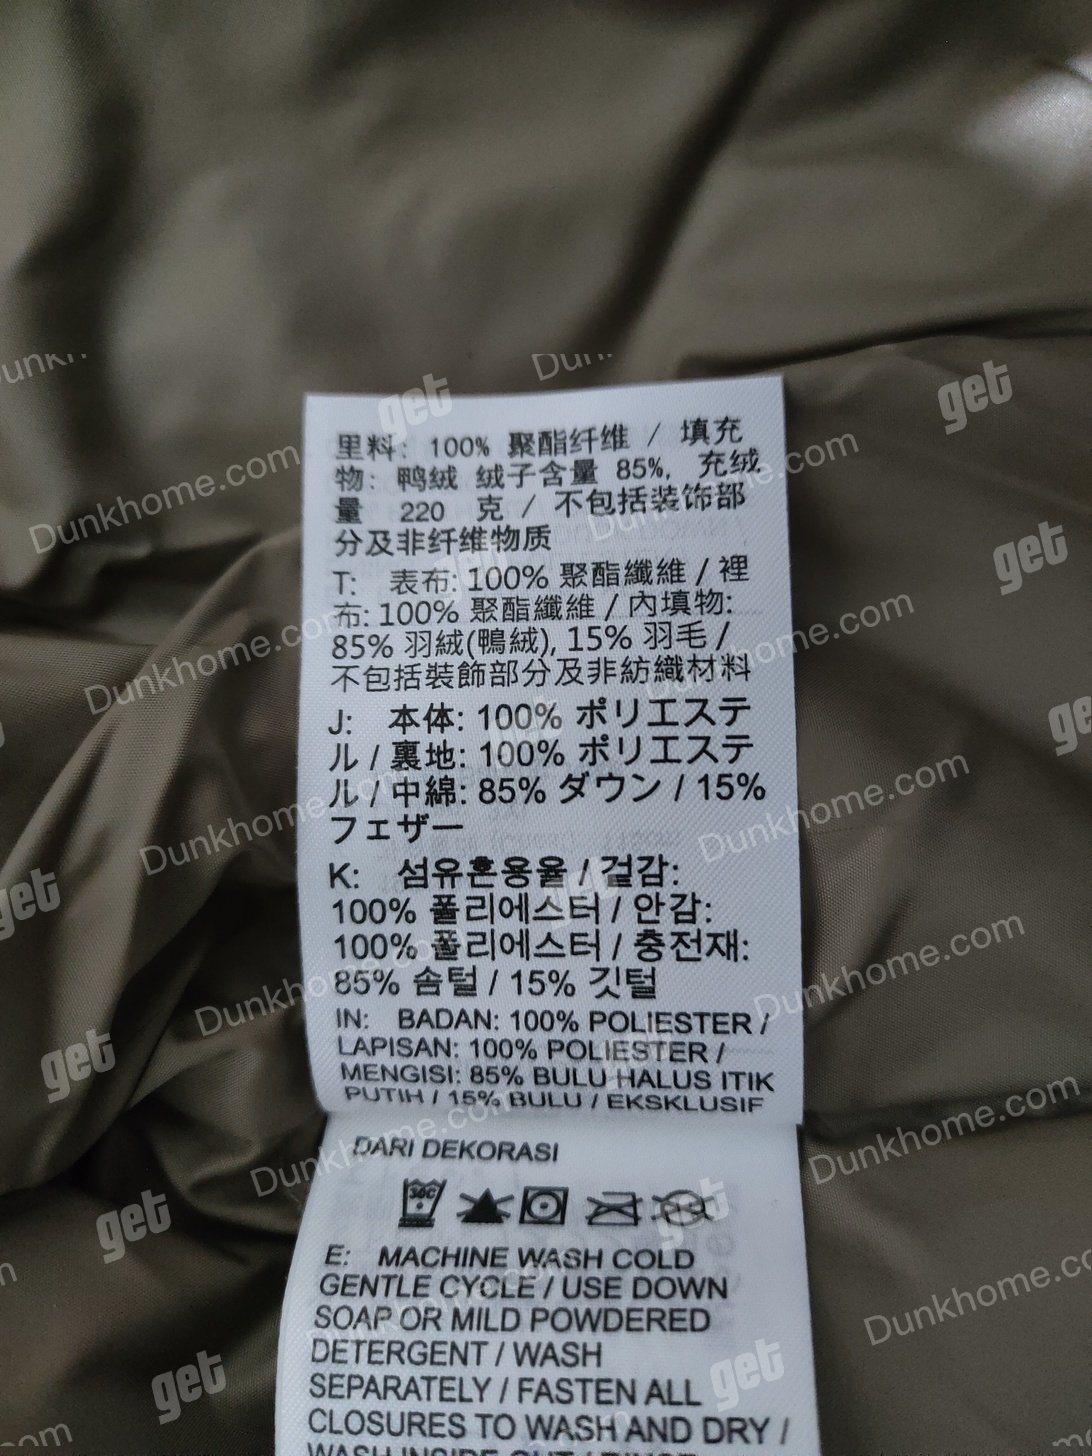 里料: 100% 聚酯纤维 / 填充
物: 鸭绒 绒子含量 85%, 充绒
量 220 克 / 不包括装饰部
分及非纤维物质
T: 表布: 100% 聚酯纖維 / 裡
布: 100% 聚酯纖維 / 內填物:
85% 羽絨(鴨絨), 15% 羽毛 /
不包括裝飾部分及非紡織材料
J: 本体: 100% ポリエステ
ル / 裏地: 100% ポリエステ
ル / 中綿: 85% ダウン / 15%
フェザー
K: 섬유혼용율 / 겉감:
100% 폴리에스터 / 안감:
100% 폴리에스터 / 충전재:
85% 솜털 / 15% 깃털
IN: BADAN: 100% POLIESTER /
LAPISAN: 100% POLIESTER /
MENGISI: 85% BULU HALUS ITIK
PUTIH / 15% BULU / EKSKLUSIF
DARI DEKORASI
30C
E: MACHINE WASH COLD
GENTLE CYCLE / USE DOWN
SOAP OR MILD POWDERED
DETERGENT / WASH
SEPARATELY / FASTEN ALL
CLOSURES TO WASH AND DRY /
WASH INSIDE OUT / RINSE
get
Dunkhome.com